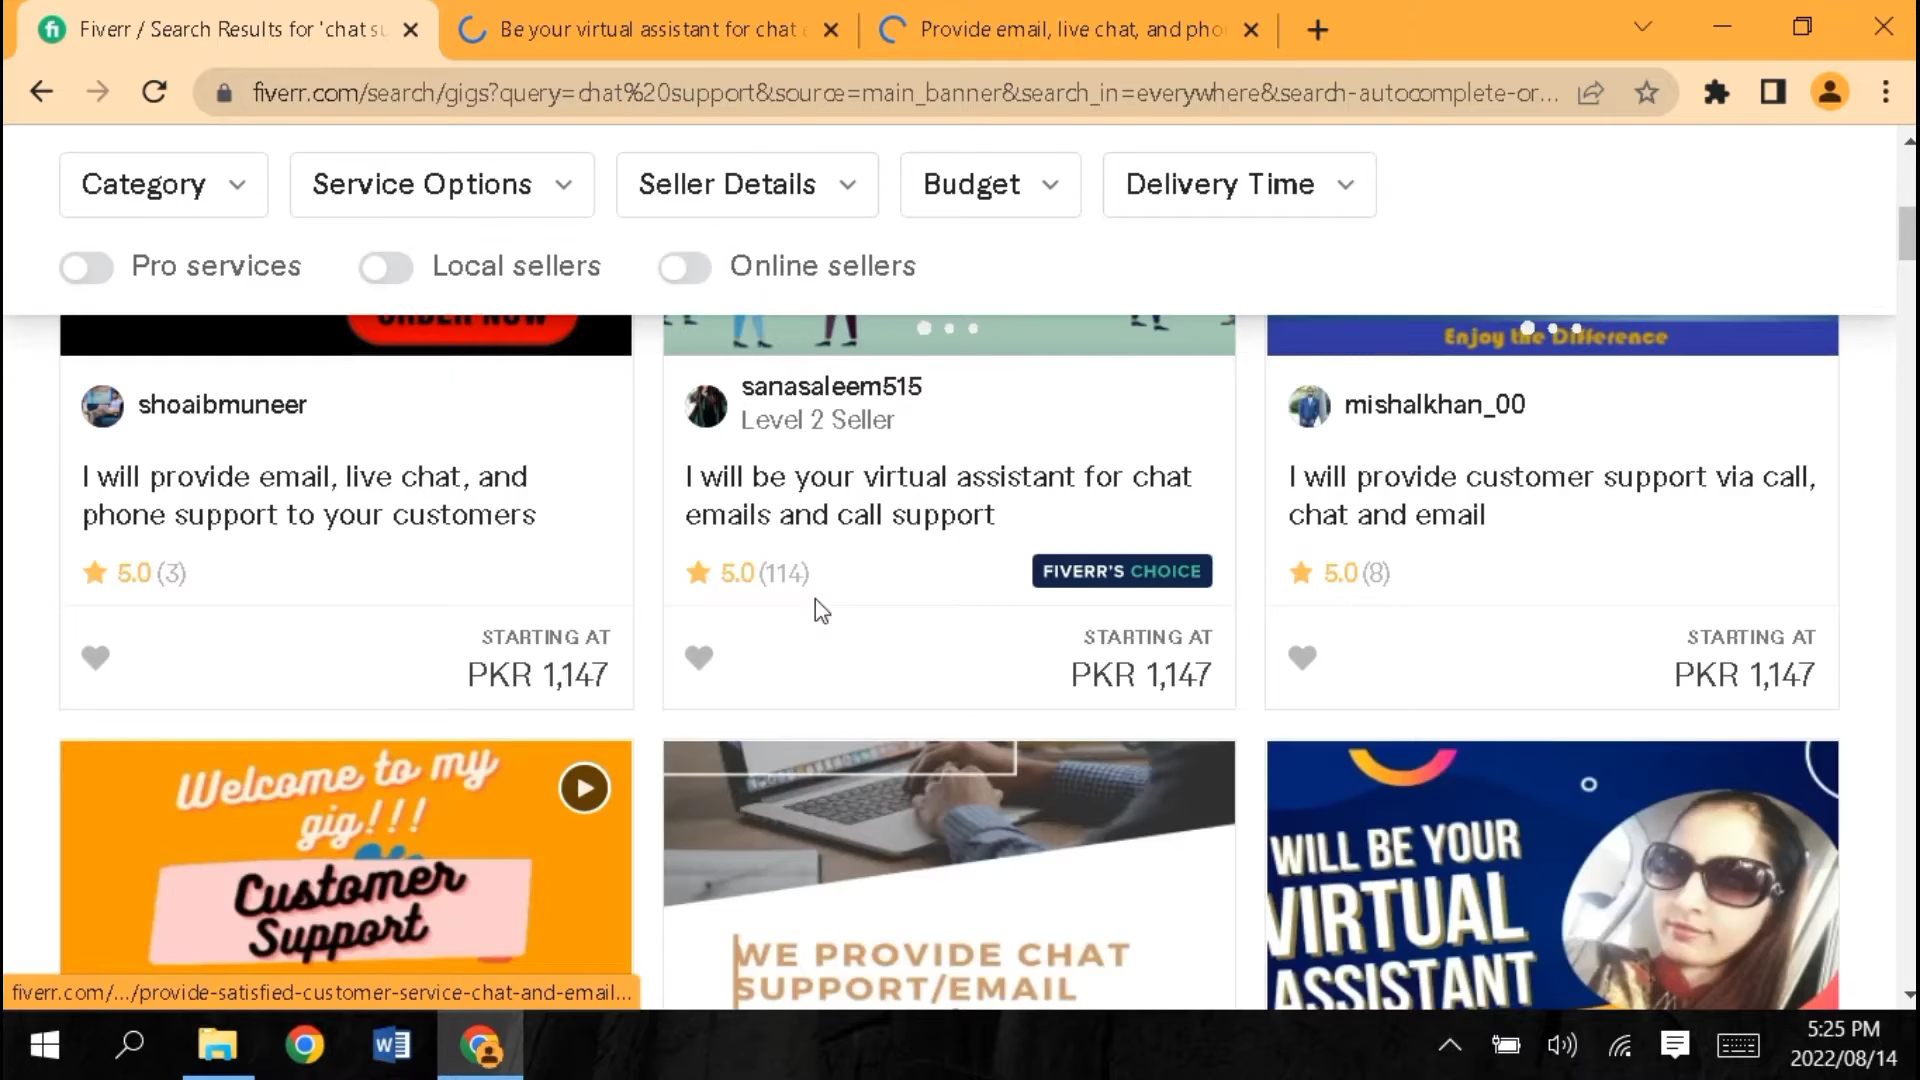 Fiverr / Search Results for 'chat su
Be your virtual assistant for chat e
Provide email, live chat, and pho
fiverr.com/search/gigs?query=chat%20support&source=main_banner&search_in=everywhere&search-autocomplete-or...
Category
Service Options
Seller Details
Budget
Delivery Time
Pro services
Local sellers
Online sellers
ORDER NOW
Enjoy the Difference
shoaibmuneer
I will provide email, live chat, and
phone support to your customers
5.0 (3)
STARTING AT
PKR 1,147
sanasaleem515
Level 2 Seller
I will be your virtual assistant for chat
emails and call support
5.0 (114)
FIVERR'S CHOICE
STARTING AT
PKR 1,147
mishalkhan_00
I will provide customer support via call,
chat and email
5.0 (8)
STARTING AT
PKR 1,147
Welcome to my
gig!!!
Customer
Support
WE PROVIDE CHAT
SUPPORT/EMAIL
WILL BE YOUR
VIRTUAL
ASSISTANT
fiverr.com/.../provide-satisfied-customer-service-chat-and-email...
5:25 PM
2022/08/14